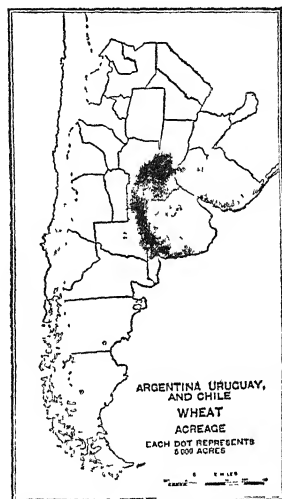 ARGENTINA URUGUAY,
AND CHILE
WHEAT
ACREAGE
EACH DOT REPRESENTS
5 000 ACRES